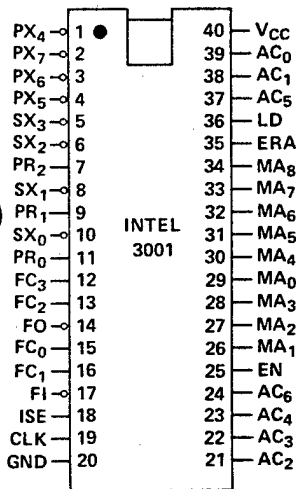 PX4 1 40 VCC
PX7 2 39 AC0
PX6 3 38 AC1
PX5 4 37 AC5
SX3 5 36 LD
SX2 6 35 ERA
PR2 7 34 MA8
SX1 8 33 MA7
PR1 9 32 MA6
SX0 10 INTEL 31 MA5
PR0 11 3001 30 MA4
FC3 12 29 MA0
FC2 13 28 MA3
FO 14 27 MA2
FC0 15 26 MA1
FC1 16 25 EN
FI 17 24 AC6
ISE 18 23 AC4
CLK 19 22 AC3
GND 20 21 AC2